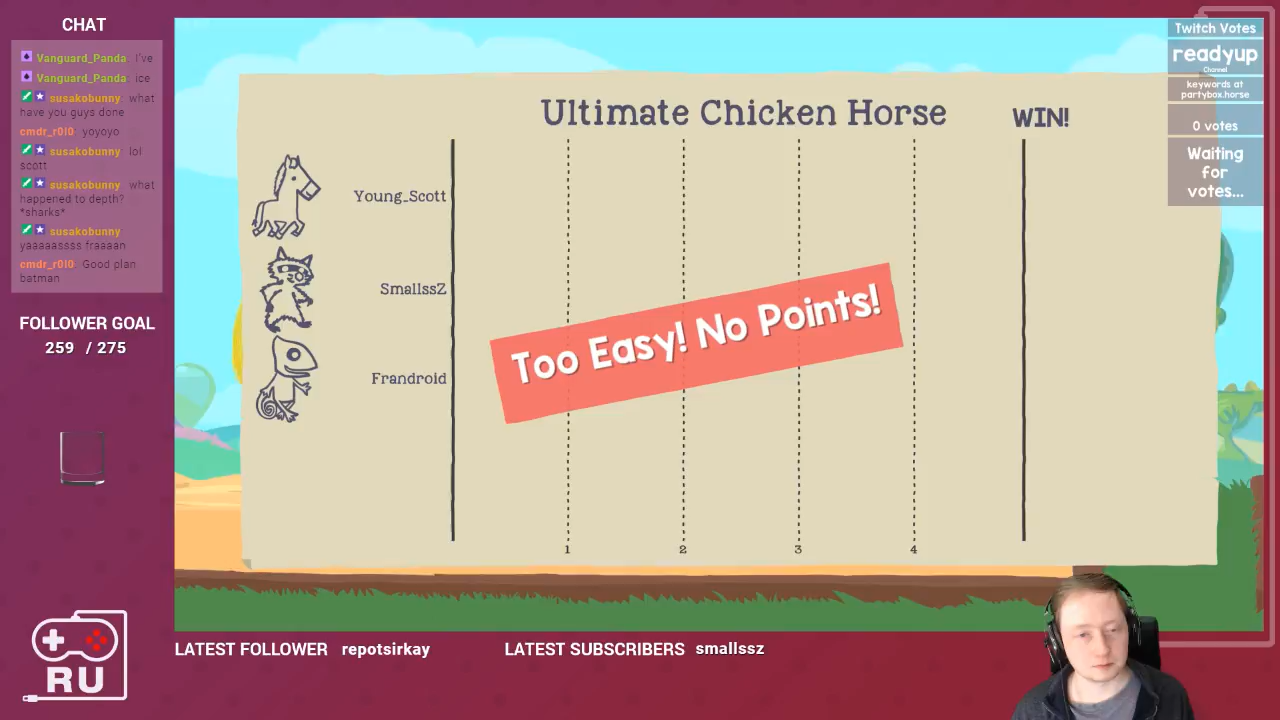 CHAT
Vanguard_Panda: I've
Vanguard_Panda: ice
susakobunny: what
have you guys done
cmdr_r0l0: yoyoyo
susakobunny: lol
scott
susakobunny: what
happened to depth?
*sharks*
susakobunny:
yaaaaassss fraaaan
cmdr_r0l0: Good plan
batman
FOLLOWER GOAL
259 / 275
RU
Ultimate Chicken Horse
WIN!
Young_Scott
SmallssZ
Frandroid
Too Easy! No Points!
1 2 3 4
Twitch Votes
readyup
Channel
keywords at
partybox.horse
0 votes
Waiting
for
votes...
LATEST FOLLOWER repotsirkay
LATEST SUBSCRIBERS smallssz